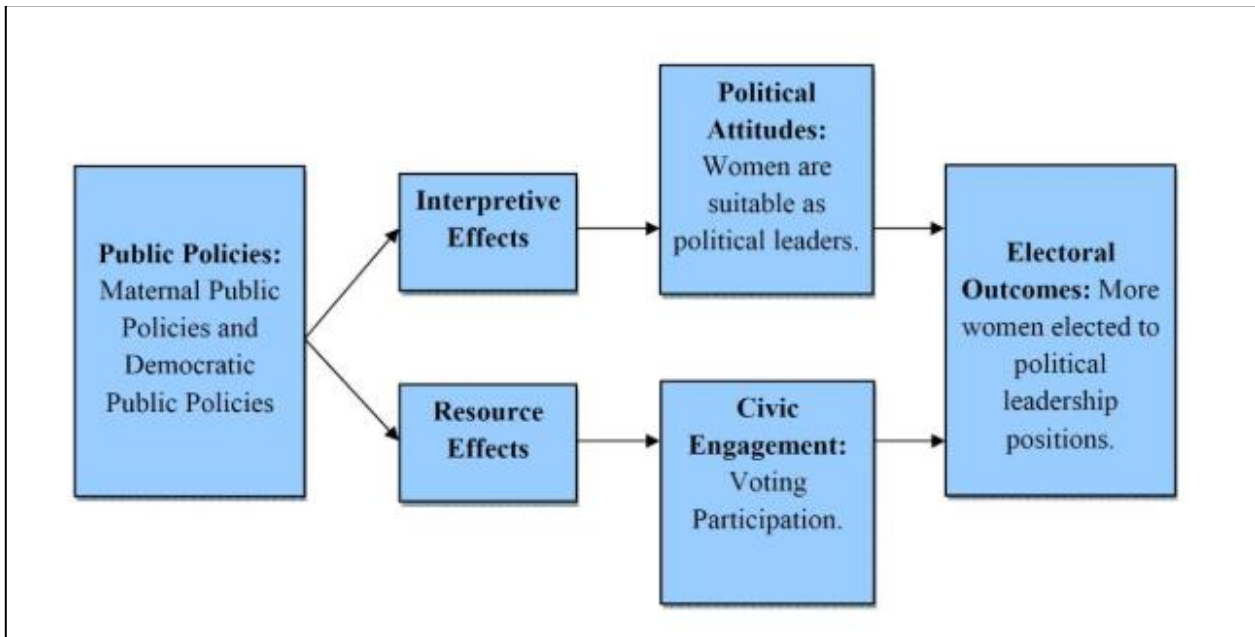 Public Policies:
Maternal Public
Policies and
Democratic
Public Policies
Interpretive
Effects
Political
Attitudes:
Women are
suitable as
political leaders.
Resource
Effects
Civic
Engagement:
Voting
Participation.
Electoral
Outcomes: More
women elected to
political
leadership
positions.